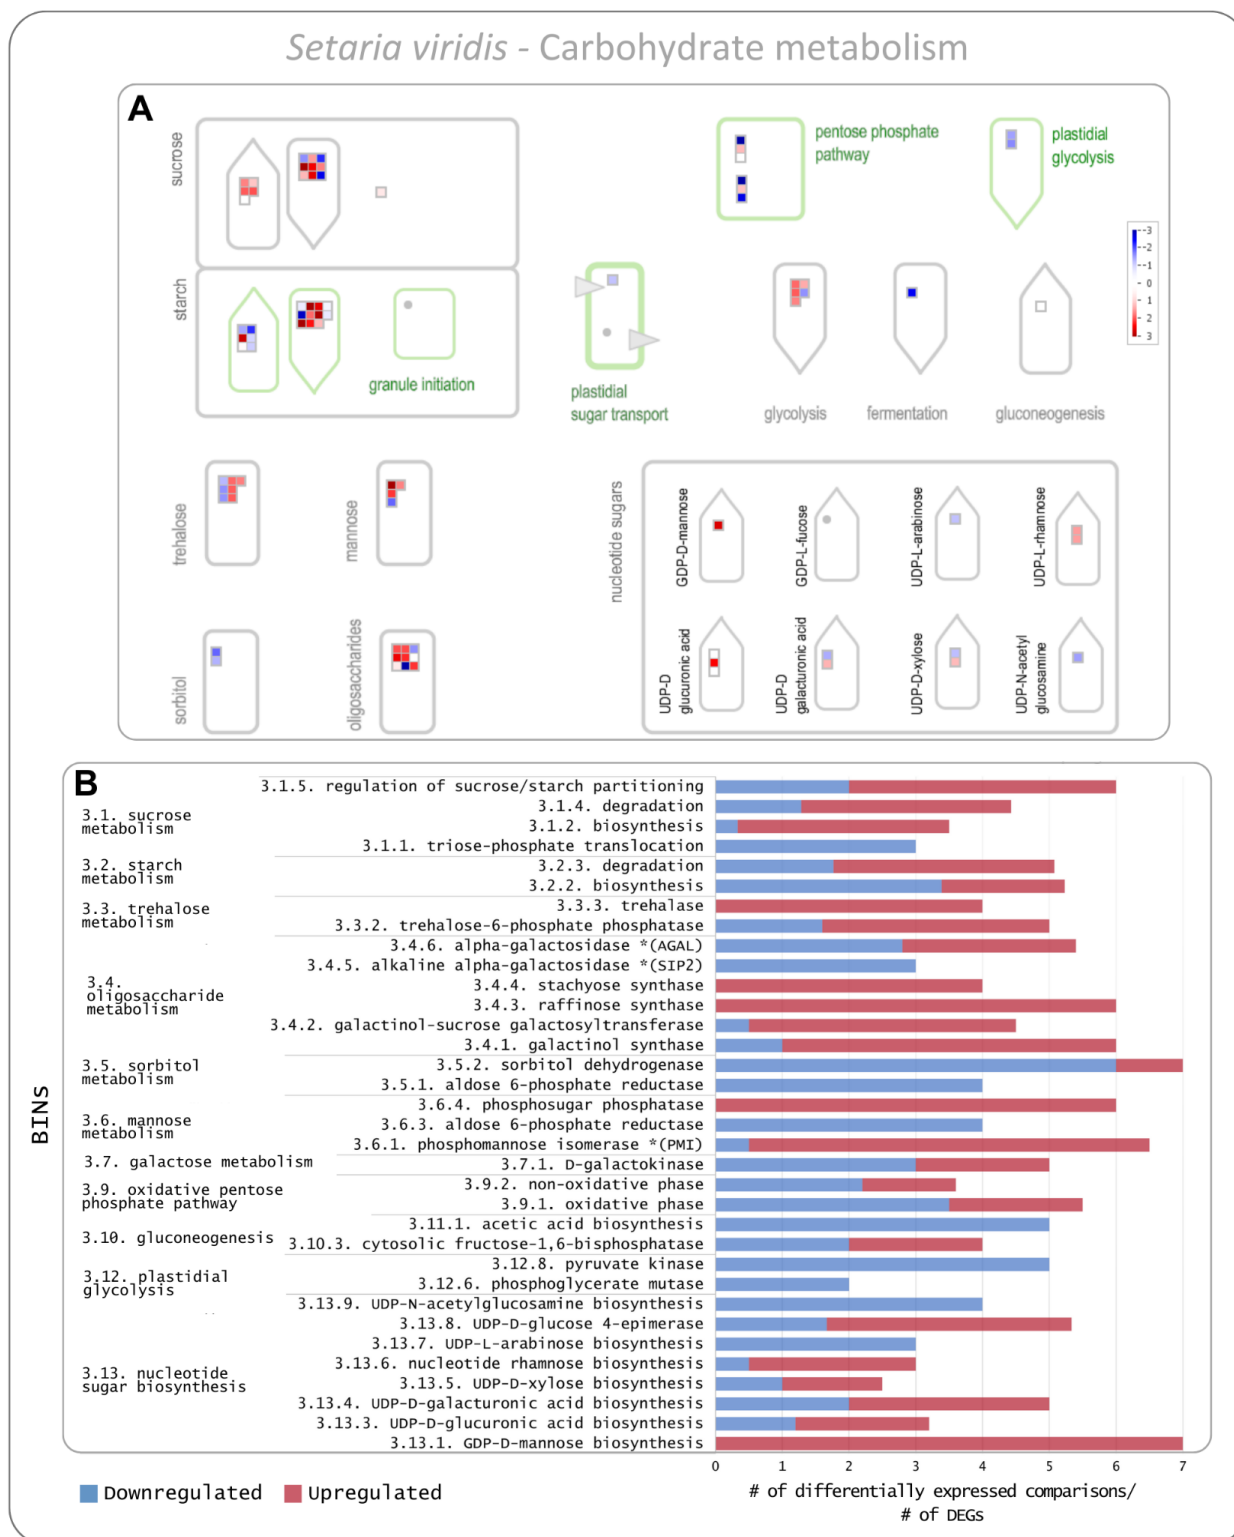 Setaria viridis - Carbohydrate metabolism
A
sucrose
pentose phosphate
pathway
plastidial
glycolysis
starch
granule initiation
plastidial
sugar transport
glycolysis
fermentation
gluconeogenesis
-3
-2
-1
0
1
2
3
trehalose
mannose
nucleotide sugars
GDP-D-mannose
GDP-L-fucose
UDP-L-arabinose
UDP-L-rhamnose
sorbitol
oligosaccharides
UDP-D
glucuronic acid
UDP-D
galacturonic acid
UDP-D-xylose
UDP-N-acetyl
glucosamine
B
BINs
3.1. sucrose
metabolism
3.1.5. regulation of sucrose/starch partitioning
3.1.4. degradation
3.1.2. biosynthesis
3.1.1. triose-phosphate translocation
3.2. starch
metabolism
3.2.3. degradation
3.2.2. biosynthesis
3.3. trehalose
metabolism
3.3.3. trehalase
3.3.2. trehalose-6-phosphate phosphatase
3.4.
oligosaccharide
metabolism
3.4.6. alpha-galactosidase *(AGAL)
3.4.5. alkaline alpha-galactosidase *(SIP2)
3.4.4. stachyose synthase
3.4.3. raffinose synthase
3.4.2. galactinol-sucrose galactosyltransferase
3.4.1. galactinol synthase
3.5. sorbitol
metabolism
3.5.2. sorbitol dehydrogenase
3.5.1. aldose 6-phosphate reductase
3.6. mannose
metabolism
3.6.4. phosphosugar phosphatase
3.6.3. aldose 6-phosphate reductase
3.6.1. phosphomannose isomerase *(PMI)
3.7. galactose metabolism
3.7.1. D-galactokinase
3.9. oxidative pentose
phosphate pathway
3.9.2. non-oxidative phase
3.9.1. oxidative phase
3.11.1. acetic acid biosynthesis
3.10. gluconeogenesis
3.10.3. cytosolic fructose-1,6-bisphosphatase
3.12. plastidial
glycolysis
3.12.8. pyruvate kinase
3.12.6. phosphoglycerate mutase
3.13. nucleotide
sugar biosynthesis
3.13.9. UDP-N-acetylglucosamine biosynthesis
3.13.8. UDP-D-glucose 4-epimerase
3.13.7. UDP-L-arabinose biosynthesis
3.13.6. nucleotide rhamnose biosynthesis
3.13.5. UDP-D-xylose biosynthesis
3.13.4. UDP-D-galacturonic acid biosynthesis
3.13.3. UDP-D-glucuronic acid biosynthesis
3.13.1. GDP-D-mannose biosynthesis
0 1 2 3 4 5 6 7
# of differentially expressed comparisons/
# of DEGs
Downregulated
Upregulated